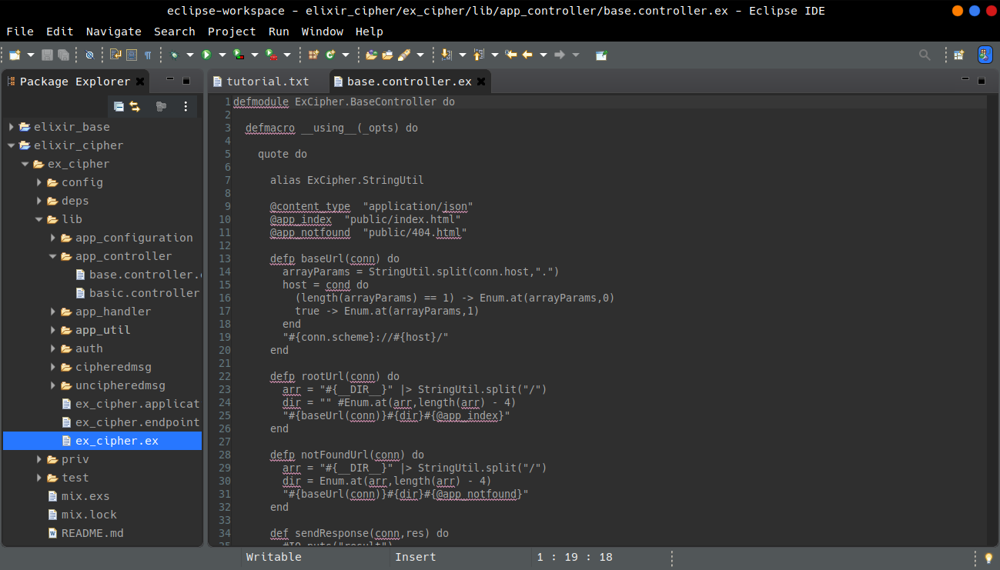 eclipse-workspace - elixir_cipher/ex_cipher/lib/app_controller/base.controller.ex - Eclipse IDE
File Edit Navigate Search Project Run Window Help
Package Explorer
elixir_base
elixir_cipher
ex_cipher
config
deps
lib
app_configuration
app_controller
base.controller.
basic.controller
app_handler
app_util
auth
cipheredmsg
uncipheredmsg
ex_cipher.applicat
ex_cipher.endpoint
ex_cipher.ex
priv
test
mix.exs
mix.lock
README.md
tutorial.txt
base.controller.ex
1 defmodule ExCipher.BaseController do
2
3   defmacro __using__(_opts) do
4
5     quote do
6
7       alias ExCipher.StringUtil
8
9       @content_type  "application/json"
10       @app_index  "public/index.html"
11       @app_notfound  "public/404.html"
12
13       defp baseUrl(conn) do
14         arrayParams = StringUtil.split(conn.host,".")
15         host = cond do
16           (length(arrayParams) == 1) -> Enum.at(arrayParams,0)
17           true -> Enum.at(arrayParams,1)
18         end
19         "#{conn.scheme}://#{host}/"
20       end
21
22       defp rootUrl(conn) do
23         arr = "#{__DIR__}" |> StringUtil.split("/")
24         dir = "" #Enum.at(arr,length(arr) - 4)
25         "#{baseUrl(conn)}#{dir}#{@app_index}"
26       end
27
28       defp notFoundUrl(conn) do
29         arr = "#{__DIR__}" |> StringUtil.split("/")
30         dir = Enum.at(arr,length(arr) - 4)
31         "#{baseUrl(conn)}#{dir}#{@app_notfound}"
32       end
33
34       def sendResponse(conn,res) do
35         #IO.puts("result")
Writable Insert 1 : 19 : 18